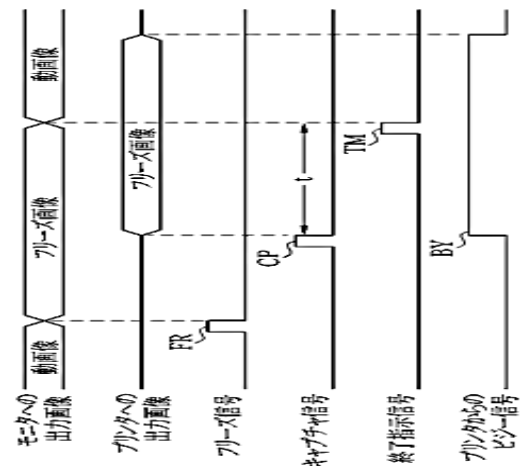 モニタへの
出力画像
動画像
フリーズ画像
動画像
プリンタへの
出力画像
フリーズ画像
フリーズ信号
FR
キャプチャ信号
CP
t
終了指示信号
TM
プリンタからの
ビジー信号
BY